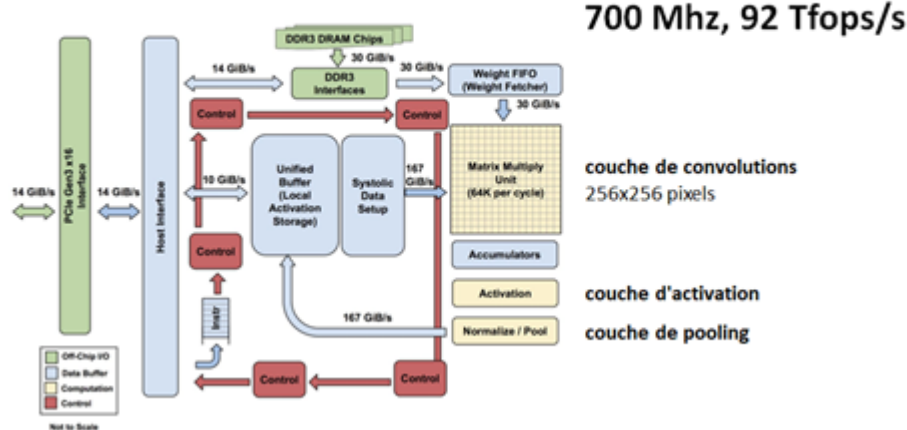 700 Mhz, 92 Tfops/s
DDR3 DRAM Chips
30 GiB/s
14 GiB/s
DDR3
Interfaces
30 GiB/s
Weight FIFO
(Weight Fetcher)
30 GiB/s
Control
Control
PCIe Gen3 x16
Interface
14 GiB/s
14 GiB/s
Host Interface
10 GiB/s
Unified
Buffer
(Local
Activation
Storage)
Systolic
Data
Setup
167
GiB/s
Matrix Multiply
Unit
(64K per cycle)
couche de convolutions
256x256 pixels
Control
Accumulators
Activation
couche d'activation
Instr
167 GiB/s
Normalize / Pool
couche de pooling
Control
Control
Off-Chip I/O
Data Buffer
Computation
Control
Not to Scale